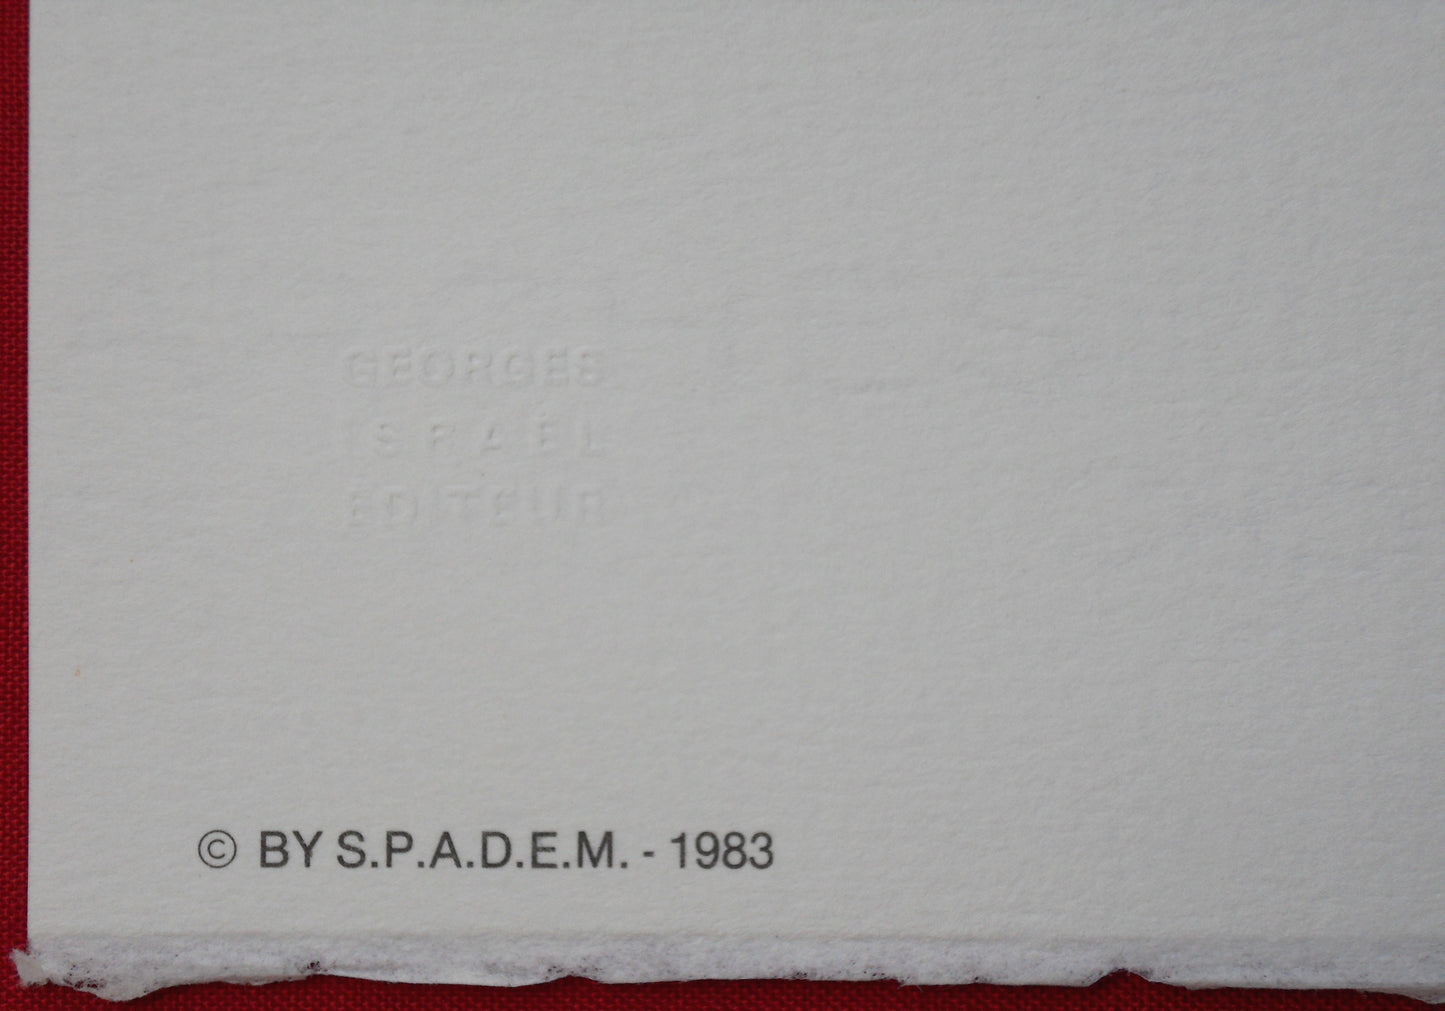 GEORGES
ISRAËL
EDITEUR
© BY S.P.A.D.E.M. - 1983